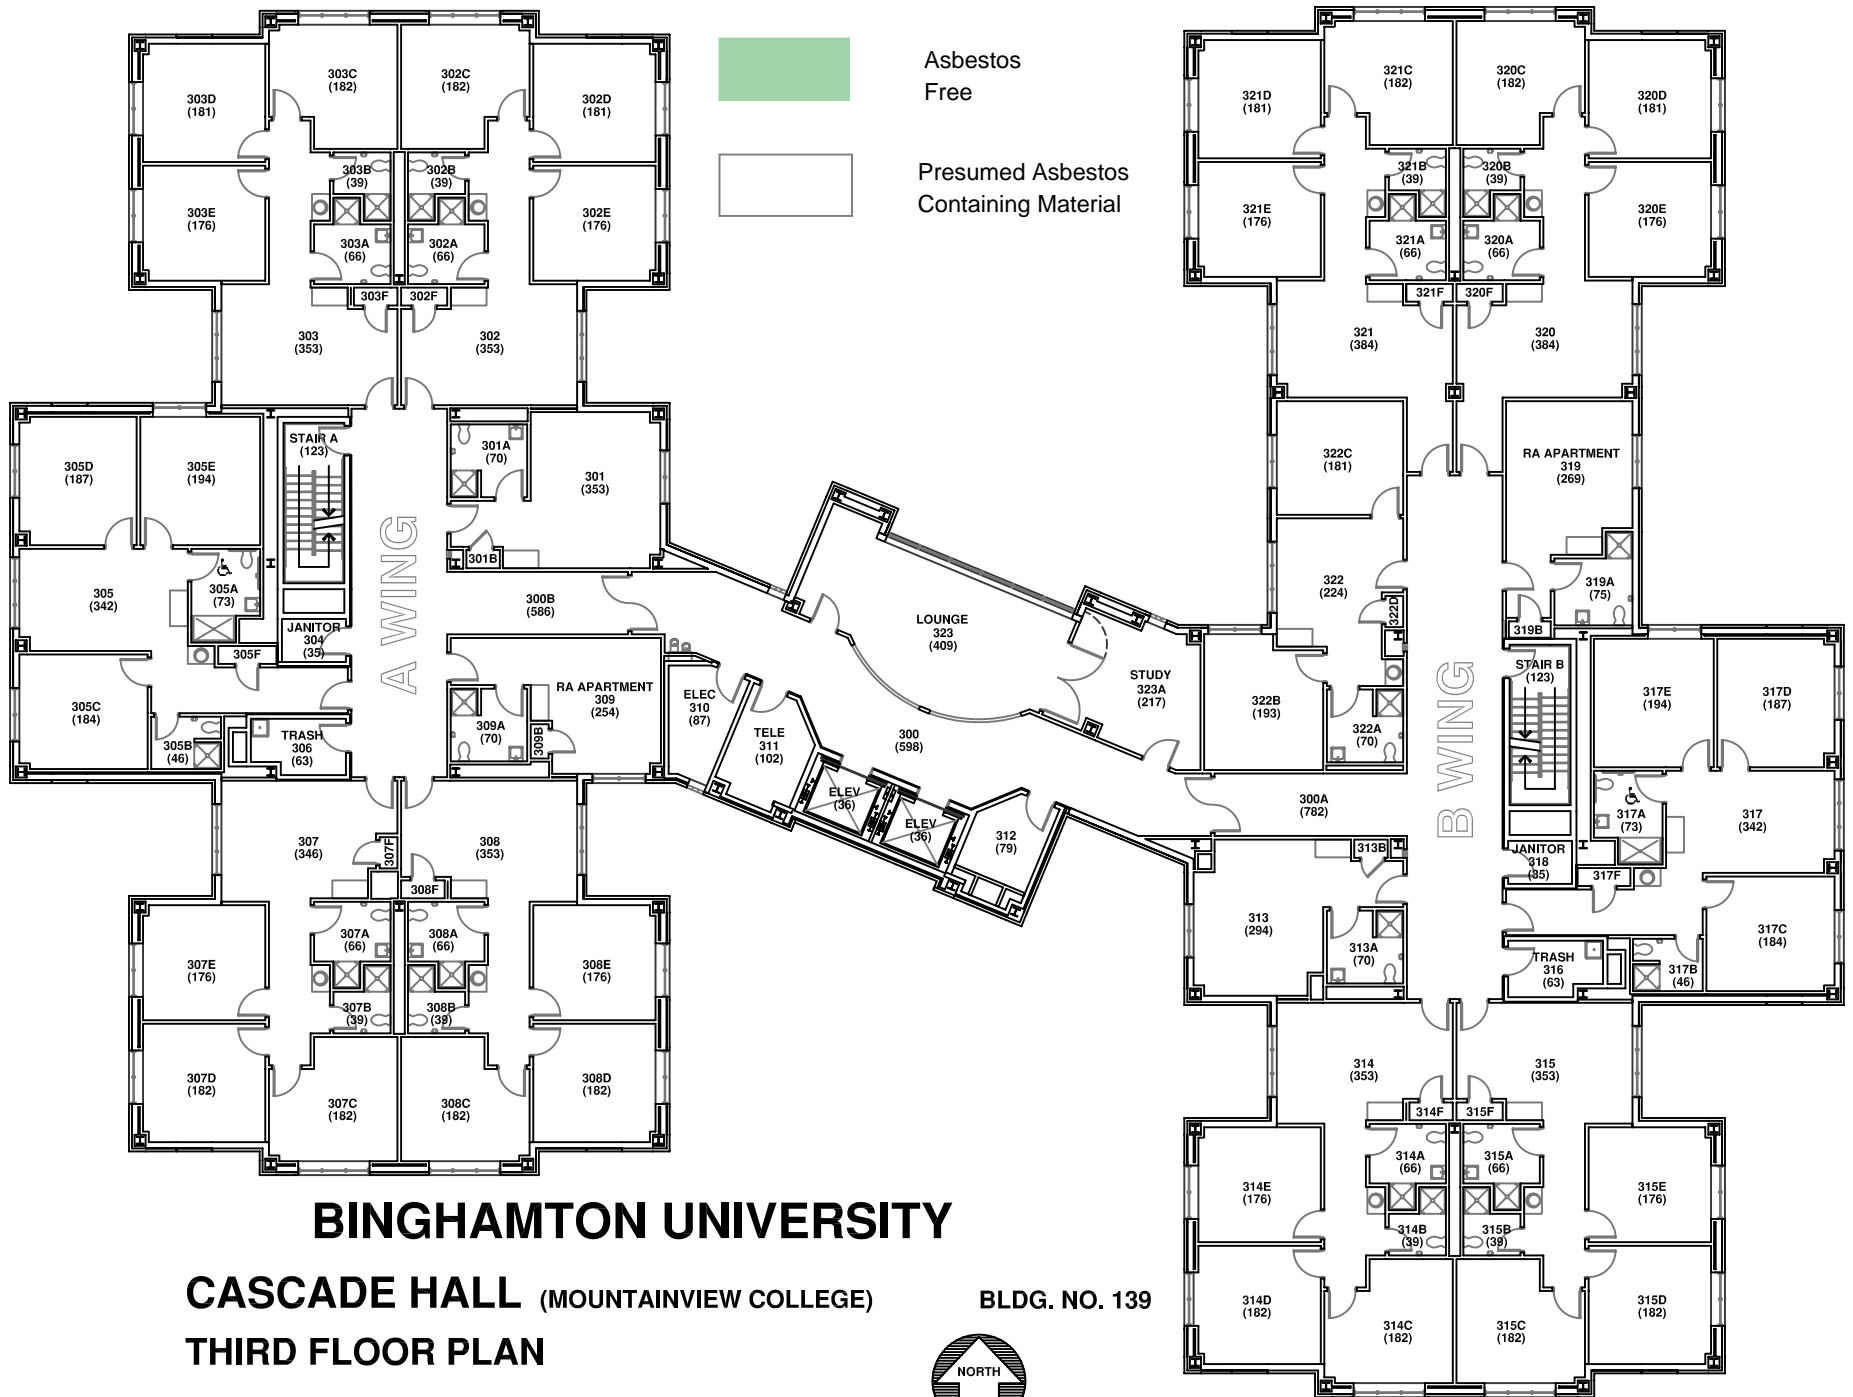 Asbestos
Free
Presumed Asbestos
Containing Material
303D
(181)
303C
(182)
302C
(182)
302D
(181)
303E
(176)
303B
(39)
302B
(39)
302E
(176)
303A
(66)
302A
(66)
303F
302F
303
(353)
302
(353)
305D
(187)
305E
(194)
STAIR A
(123)
301A
(70)
301
(353)
301B
305
(342)
305A
(73)
A WING
300B
(586)
JANITOR
304
(35)
305F
305C
(184)
305B
(46)
TRASH
306
(63)
309A
(70)
309B
RA APARTMENT
309
(254)
ELEC
310
(87)
TELE
311
(102)
300
(598)
LOUNGE
323
(409)
STUDY
323A
(217)
ELEV
(36)
ELEV
(36)
312
(79)
307
(346)
307F
308
(353)
308F
307A
(66)
308A
(66)
307E
(176)
308E
(176)
307B
(39)
308B
(39)
307D
(182)
307C
(182)
308C
(182)
308D
(182)
321D
(181)
321C
(182)
320C
(182)
320D
(181)
321E
(176)
321B
(39)
320B
(39)
320E
(176)
321A
(66)
320A
(66)
321F
320F
321
(384)
320
(384)
322C
(181)
RA APARTMENT
319
(269)
322
(224)
322D
319A
(75)
319B
322B
(193)
322A
(70)
B WING
STAIR B
(123)
317E
(194)
317D
(187)
300A
(782)
317A
(73)
317
(342)
JANITOR
318
(35)
317F
313B
313
(294)
313A
(70)
317C
(184)
TRASH
316
(63)
317B
(46)
314
(353)
315
(353)
314F
315F
314A
(66)
315A
(66)
314E
(176)
315E
(176)
314B
(39)
315B
(39)
314D
(182)
314C
(182)
315C
(182)
315D
(182)
BINGHAMTON UNIVERSITY
CASCADE HALL (MOUNTAINVIEW COLLEGE) BLDG. NO. 139
THIRD FLOOR PLAN
NORTH